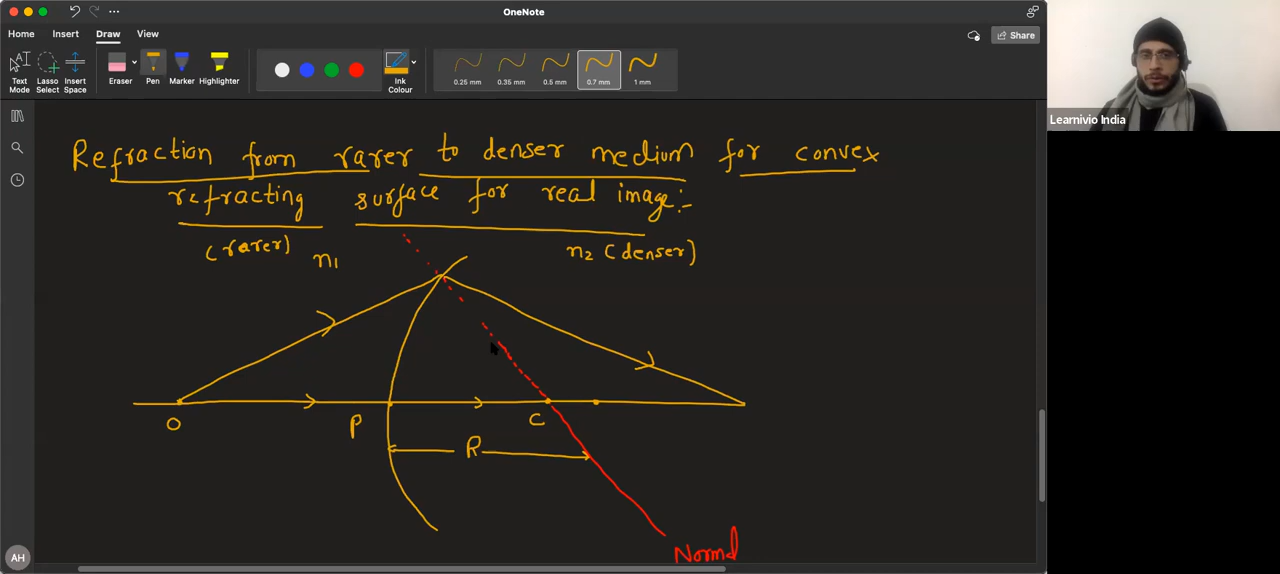 OneNote
Home Insert Draw View
Share
Text Mode
Lasso Select
Insert Space
Eraser
Pen
Marker
Highlighter
Ink Colour
0.25 mm
0.35 mm
0.5 mm
0.7 mm
1 mm
Learnivio India
Refraction from rarer to denser medium for convex
refracting surface for real image:-
(rarer) n1 n2 (denser)
O P C
R
Normal
AH